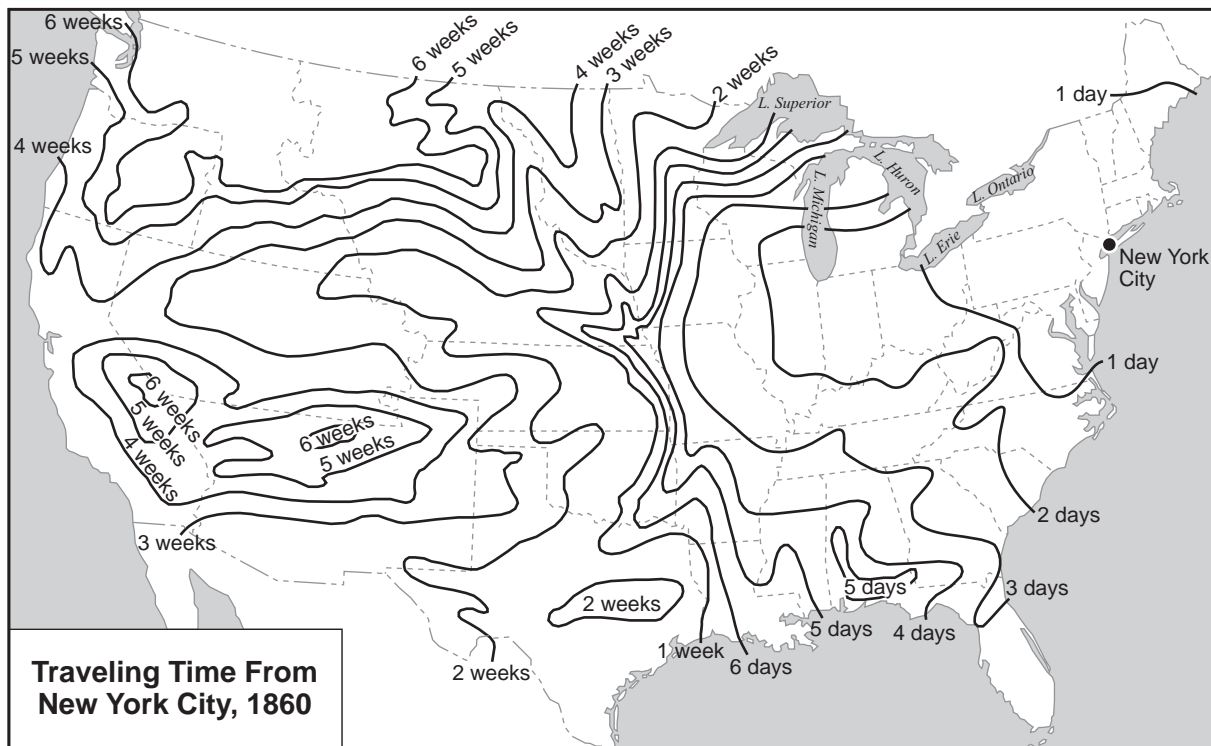 6 weeks
5 weeks
4 weeks
6 weeks
5 weeks
4 weeks
3 weeks
2 weeks
L. Superior
L. Michigan
L. Huron
L. Ontario
L. Erie
1 day
New York
City
1 day
6 weeks
5 weeks
4 weeks
3 weeks
6 weeks
5 weeks
2 weeks
2 weeks
1 week
6 days
5 days
5 days
4 days
3 days
2 days
Traveling Time From
New York City, 1860